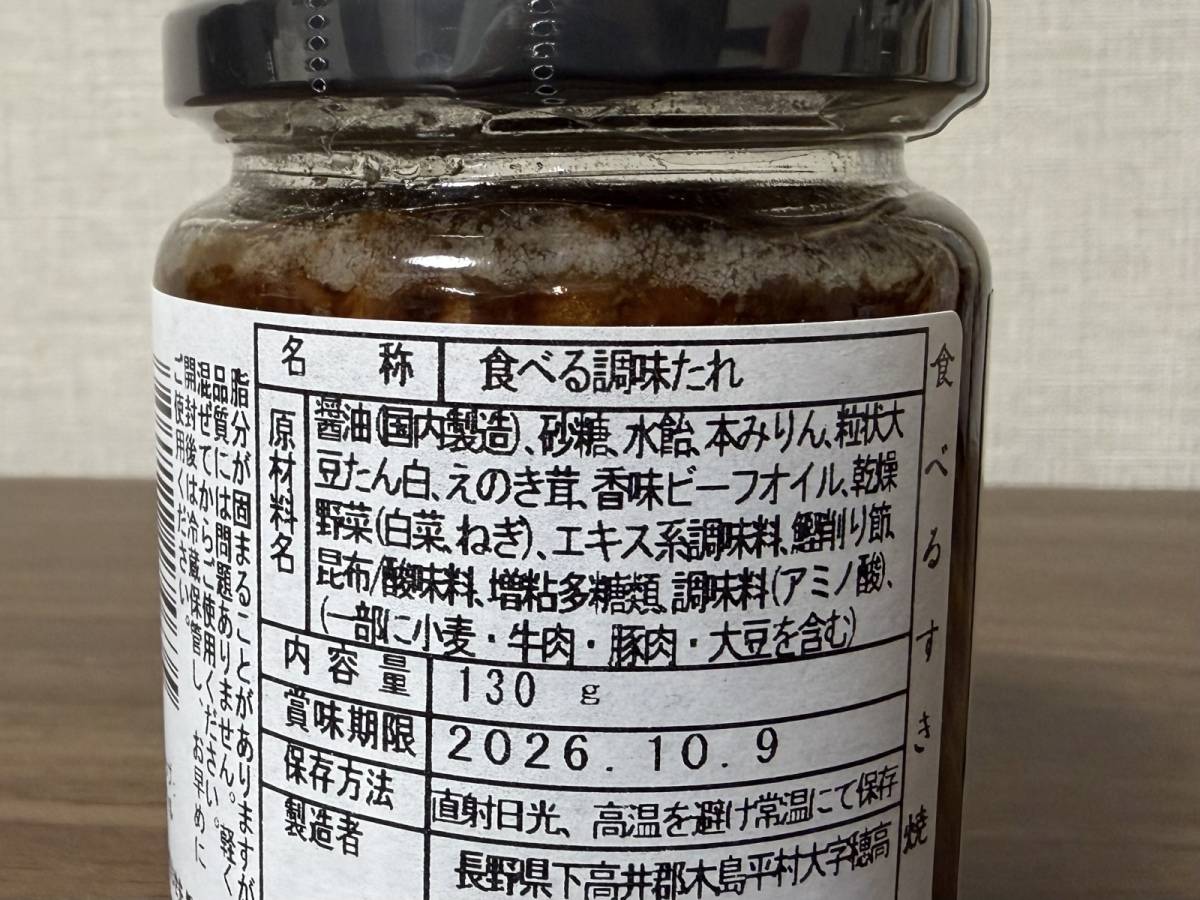 名称 食べる調味たれ
原材料名
醤油(国内製造)、砂糖、水飴、本みりん、粒状大
豆たん白、えのき茸、香味ビーフオイル、乾燥
野菜(白菜、ねぎ)、エキス系調味料、鰹削り節、
昆布/酸味料、増粘多糖類、調味料(アミノ酸)、
(一部に小麦・牛肉・豚肉・大豆を含む)
内容量 130 g
賞味期限 2026.10.9
保存方法 直射日光、高温を避け常温にて保存
製造者 長野県下高井郡木島平村大字穂高
食べるすき焼
脂分が固まることがありますが
品質には問題ありません。軽く
混ぜてからご使用ください。
開封後は冷蔵保管し、お早めに
ご使用ください。